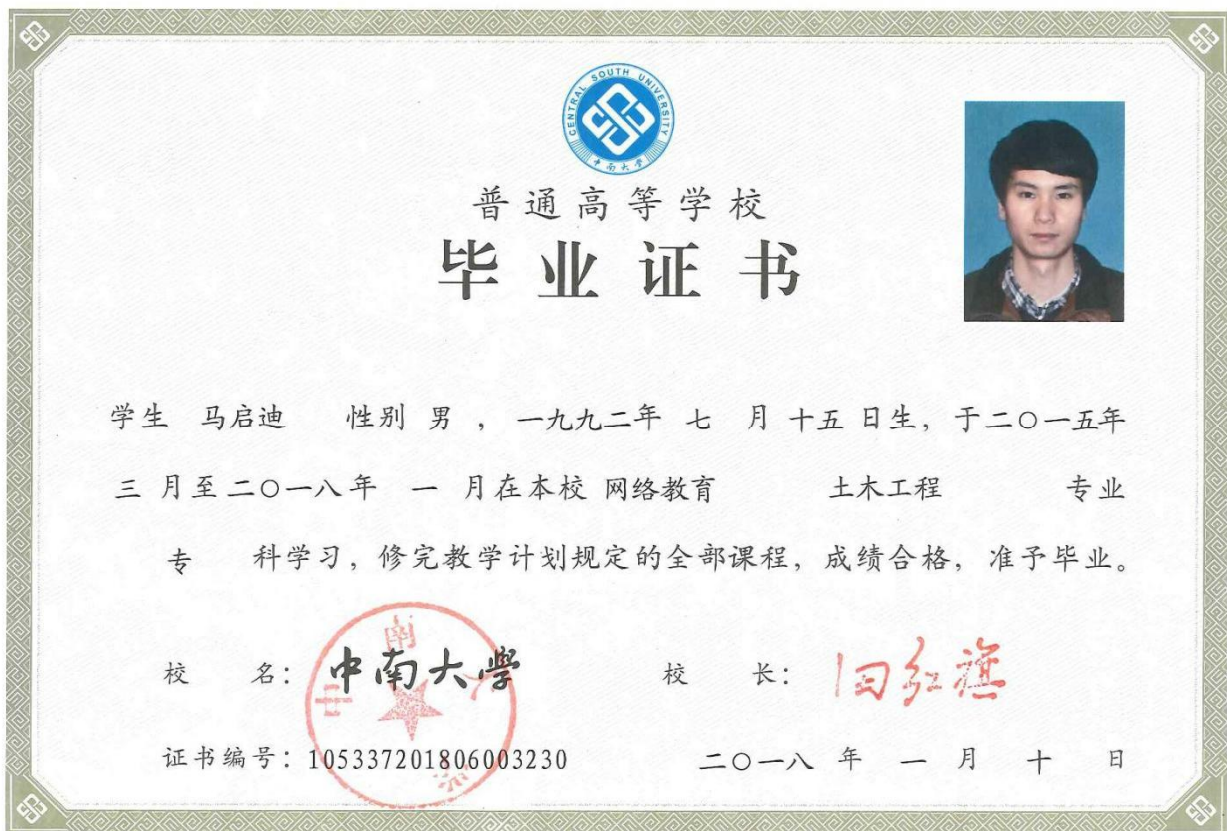 CENTRAL SOUTH UNIVERSITY
中南大学
普通高等学校
毕业证书
学生 马启迪 性别 男 , 一九九二年 七 月 十五 日生, 于二〇一五年
三 月至二〇一八年 一 月在本校 网络教育 土木工程 专业
专 科学习, 修完教学计划规定的全部课程, 成绩合格, 准予毕业。
校 名: 中南大學 校 长: 田红旗
中南大学
证书编号: 105337201806003230 二〇一八 年 一 月 十 日